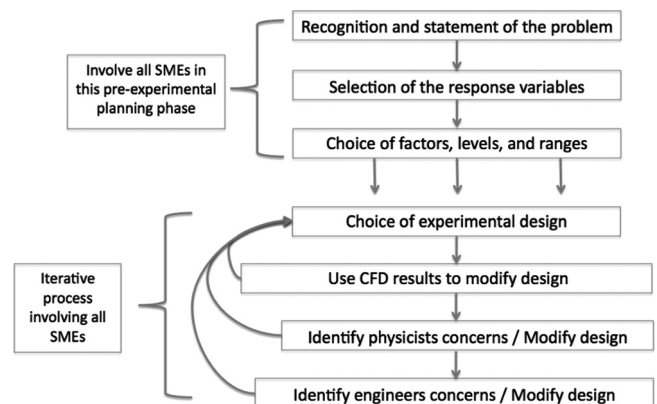 Recognition and statement of the problem
Involve all SMEs in
this pre-experimental
planning phase
Selection of the response variables
Choice of factors, levels, and ranges
Choice of experimental design
Iterative
process
involving all
SMEs
Use CFD results to modify design
Identify physicists concerns / Modify design
Identify engineers concerns / Modify design